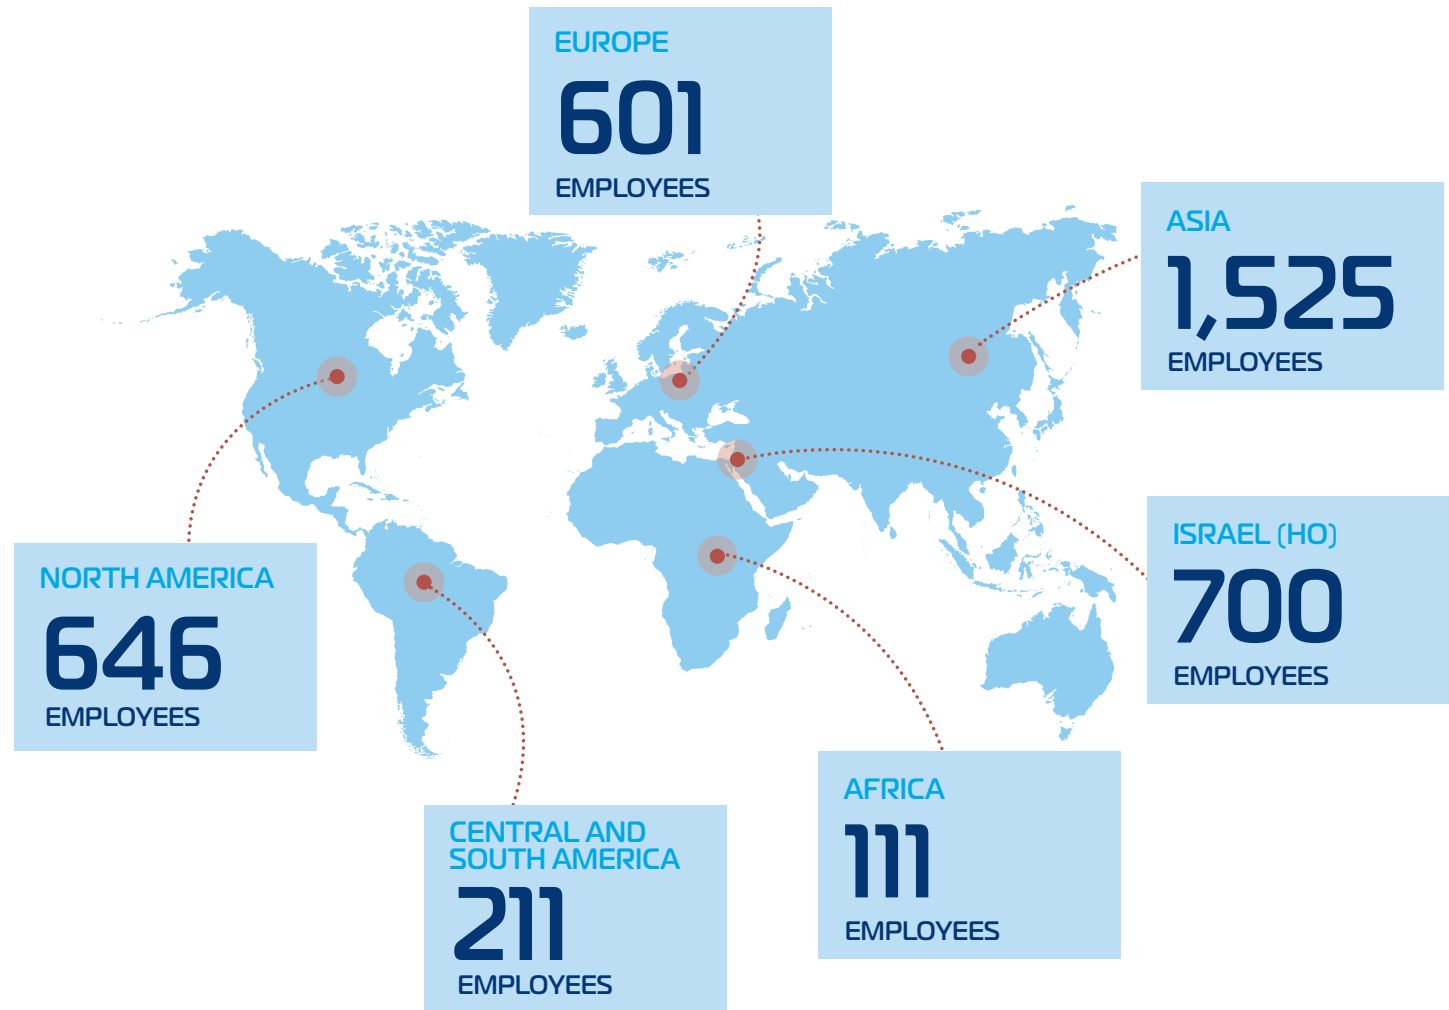 EUROPE
601
EMPLOYEES
ASIA
1,525
EMPLOYEES
ISRAEL (HO)
700
EMPLOYEES
NORTH AMERICA
646
EMPLOYEES
AFRICA
111
EMPLOYEES
CENTRAL AND
SOUTH AMERICA
211
EMPLOYEES